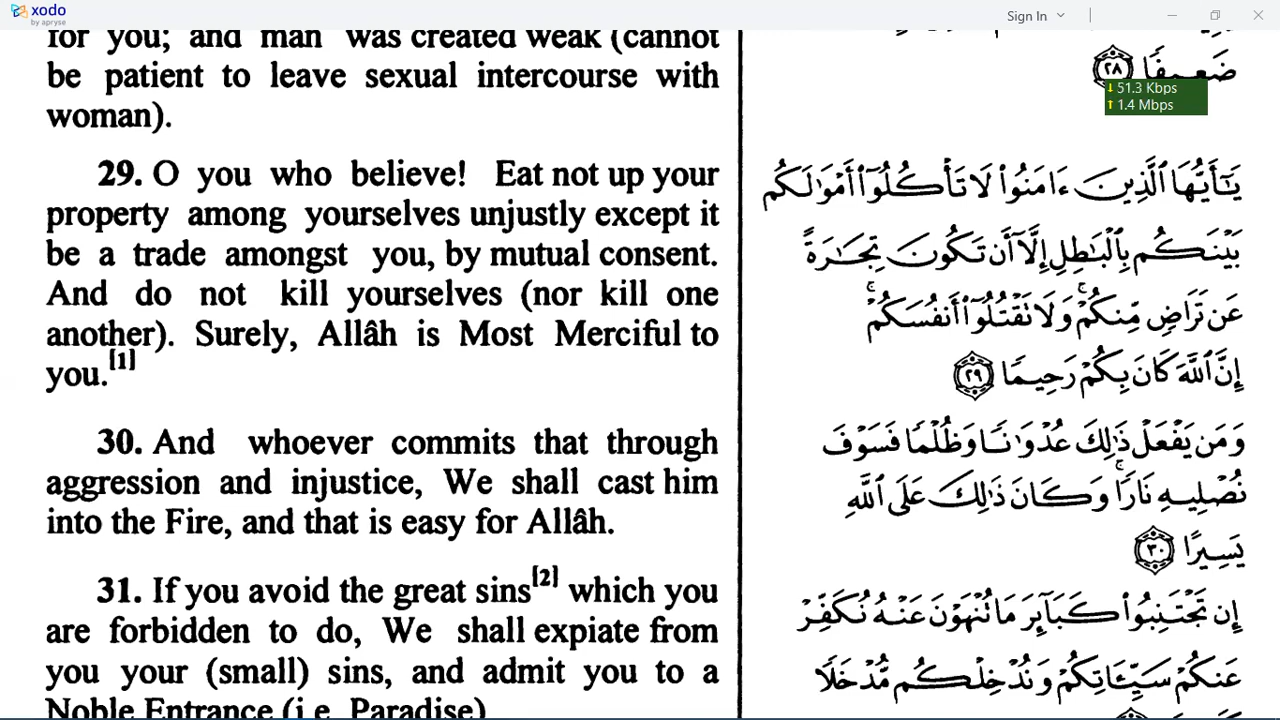 xodo
by apryse
Sign In
for you; and man was created weak (cannot
be patient to leave sexual intercourse with
woman).
29. O you who believe! Eat not up your
property among yourselves unjustly except it
be a trade amongst you, by mutual consent.
And do not kill yourselves (nor kill one
another). Surely, Allâh is Most Merciful to
you.[1]
30. And whoever commits that through
aggression and injustice, We shall cast him
into the Fire, and that is easy for Allâh.
31. If you avoid the great sins[2] which you
are forbidden to do, We shall expiate from
you your (small) sins, and admit you to a
Noble Entrance (i.e. Paradise)
ضَعِيفًا ٢٨
↓ 51.3 Kbps
↑ 1.4 Mbps
يَٰٓأَيُّهَا ٱلَّذِينَ ءَامَنُوا۟ لَا تَأْكُلُوٓا۟ أَمْوَٰلَكُم
بَيْنَكُم بِٱلْبَٰطِلِ إِلَّآ أَن تَكُونَ تِجَٰرَةً
عَن تَرَاضٍ مِّنكُمْ ۚ وَلَا تَقْتُلُوٓا۟ أَنفُسَكُمْ ۚ
إِنَّ ٱللَّهَ كَانَ بِكُمْ رَحِيمًا ٢٩
وَمَن يَفْعَلْ ذَٰلِكَ عُدْوَٰنًا وَظُلْمًا فَسَوْفَ
نُصْلِيهِ نَارًا ۚ وَكَانَ ذَٰلِكَ عَلَى ٱللَّهِ
يَسِيرًا ٣٠
إِن تَجْتَنِبُوا۟ كَبَآئِرَ مَا تُنْهَوْنَ عَنْهُ نُكَفِّرْ
عَنكُمْ سَيِّـَٔاتِكُمْ وَنُدْخِلْكُم مُّدْخَلًا